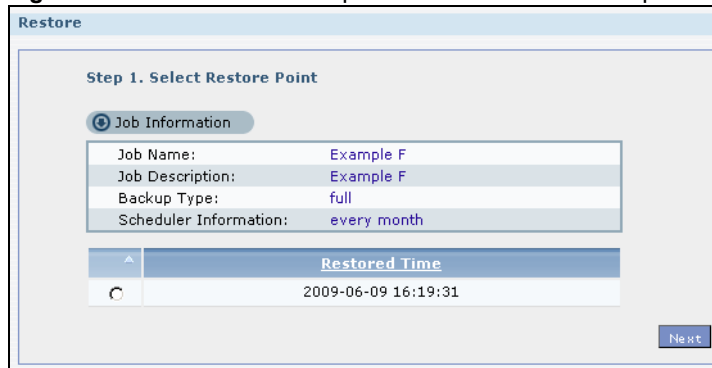 Restore
Step 1. Select Restore Point
Job Information
Job Name: Example F
Job Description: Example F
Backup Type: full
Scheduler Information: every month
Restored Time
2009-06-09 16:19:31
Next